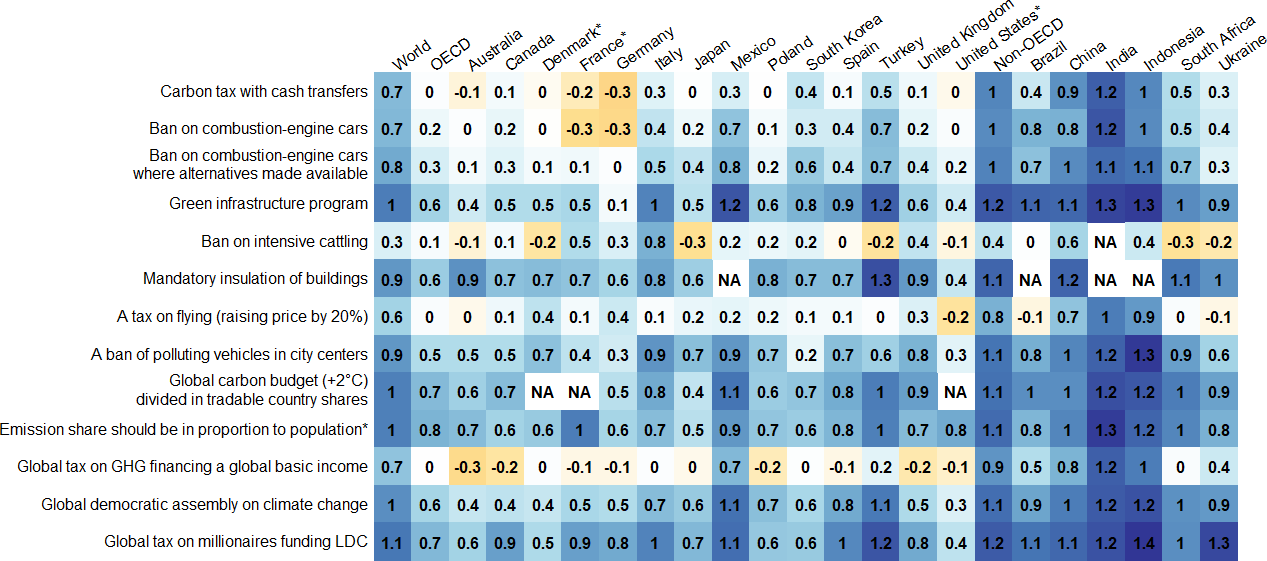 World OECD Australia Canada Denmark* France* Germany Italy Japan Mexico Poland South Korea Spain Turkey United Kingdom United States* Non-OECD Brazil China India Indonesia South Africa Ukraine
Carbon tax with cash transfers 0.7 0 -0.1 0.1 0 -0.2 -0.3 0.3 0 0.3 0 0.4 0.1 0.5 0.1 0 1 0.4 0.9 1.2 1 0.5 0.3
Ban on combustion-engine cars 0.7 0.2 0 0.2 0 -0.3 -0.3 0.4 0.2 0.7 0.1 0.3 0.4 0.7 0.2 0 1 0.8 0.8 1.2 1 0.5 0.4
Ban on combustion-engine cars
where alternatives made available 0.8 0.3 0.1 0.3 0.1 0.1 0 0.5 0.4 0.8 0.2 0.6 0.4 0.7 0.4 0.2 1 0.7 1 1.1 1.1 0.7 0.3
Green infrastructure program 1 0.6 0.4 0.5 0.5 0.5 0.1 1 0.5 1.2 0.6 0.8 0.9 1.2 0.6 0.4 1.2 1.1 1.1 1.3 1.3 1 0.9
Ban on intensive cattling 0.3 0.1 -0.1 0.1 -0.2 0.5 0.3 0.8 -0.3 0.2 0.2 0.2 0 -0.2 0.4 -0.1 0.4 0 0.6 NA 0.4 -0.3 -0.2
Mandatory insulation of buildings 0.9 0.6 0.9 0.7 0.7 0.7 0.6 0.8 0.6 NA 0.8 0.7 0.7 1.3 0.9 0.4 1.1 NA 1.2 NA NA 1.1 1
A tax on flying (raising price by 20%) 0.6 0 0 0.1 0.4 0.1 0.4 0.1 0.2 0.2 0.2 0.1 0.1 0 0.3 -0.2 0.8 -0.1 0.7 1 0.9 0 -0.1
A ban of polluting vehicles in city centers 0.9 0.5 0.5 0.5 0.7 0.4 0.3 0.9 0.7 0.9 0.7 0.2 0.7 0.6 0.8 0.3 1.1 0.8 1 1.2 1.3 0.9 0.6
Global carbon budget (+2°C)
divided in tradable country shares 1 0.7 0.6 0.7 NA NA 0.5 0.8 0.4 1.1 0.6 0.7 0.8 1 0.9 NA 1.1 1 1 1.2 1.2 1 0.9
Emission share should be in proportion to population* 1 0.8 0.7 0.6 0.6 1 0.6 0.7 0.5 0.9 0.7 0.6 0.8 1 0.7 0.8 1.1 0.8 1 1.3 1.2 1 0.8
Global tax on GHG financing a global basic income 0.7 0 -0.3 -0.2 0 -0.1 -0.1 0 0 0.7 -0.2 0 -0.1 0.2 -0.2 -0.1 0.9 0.5 0.8 1.2 1 0 0.4
Global democratic assembly on climate change 1 0.6 0.4 0.4 0.4 0.5 0.5 0.7 0.6 1.1 0.7 0.6 0.8 1.1 0.5 0.3 1.1 0.9 1 1.2 1.2 1 0.9
Global tax on millionaires funding LDC 1.1 0.7 0.6 0.9 0.5 0.9 0.8 1 0.7 1.1 0.6 0.6 1 1.2 0.8 0.4 1.2 1.1 1.1 1.2 1.4 1 1.3